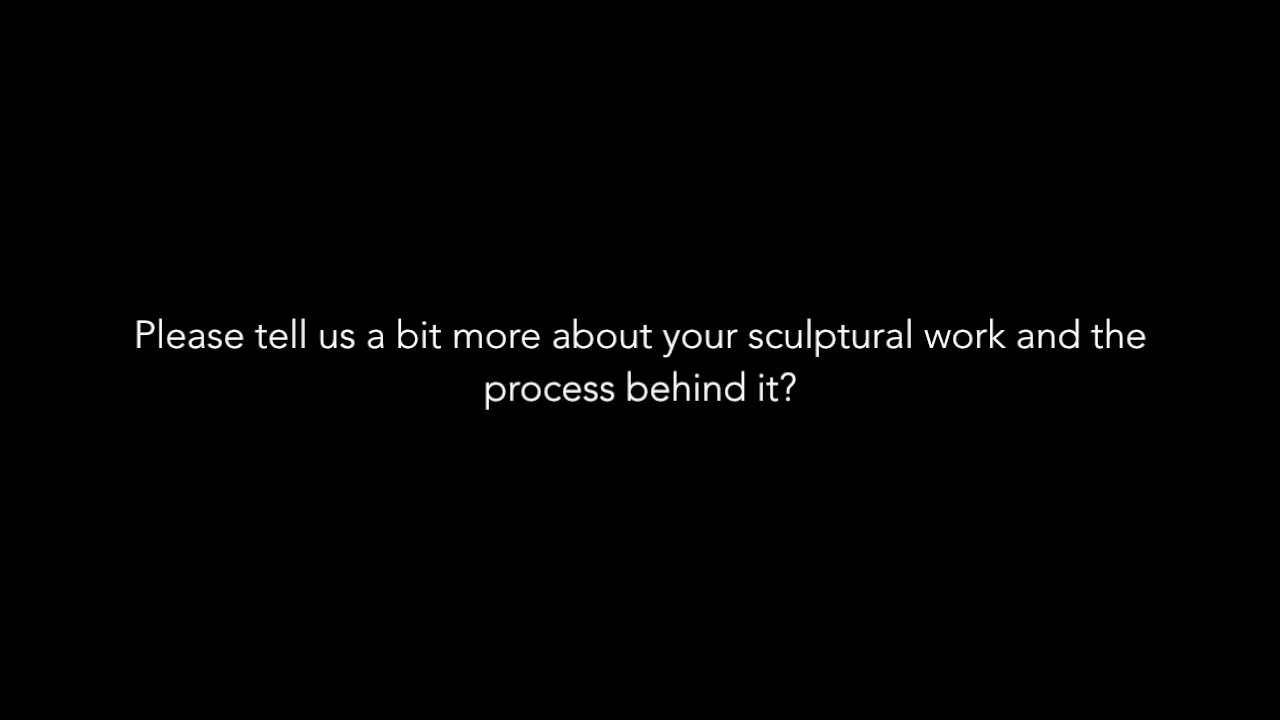 Please tell us a bit more about your sculptural work and the
process behind it?